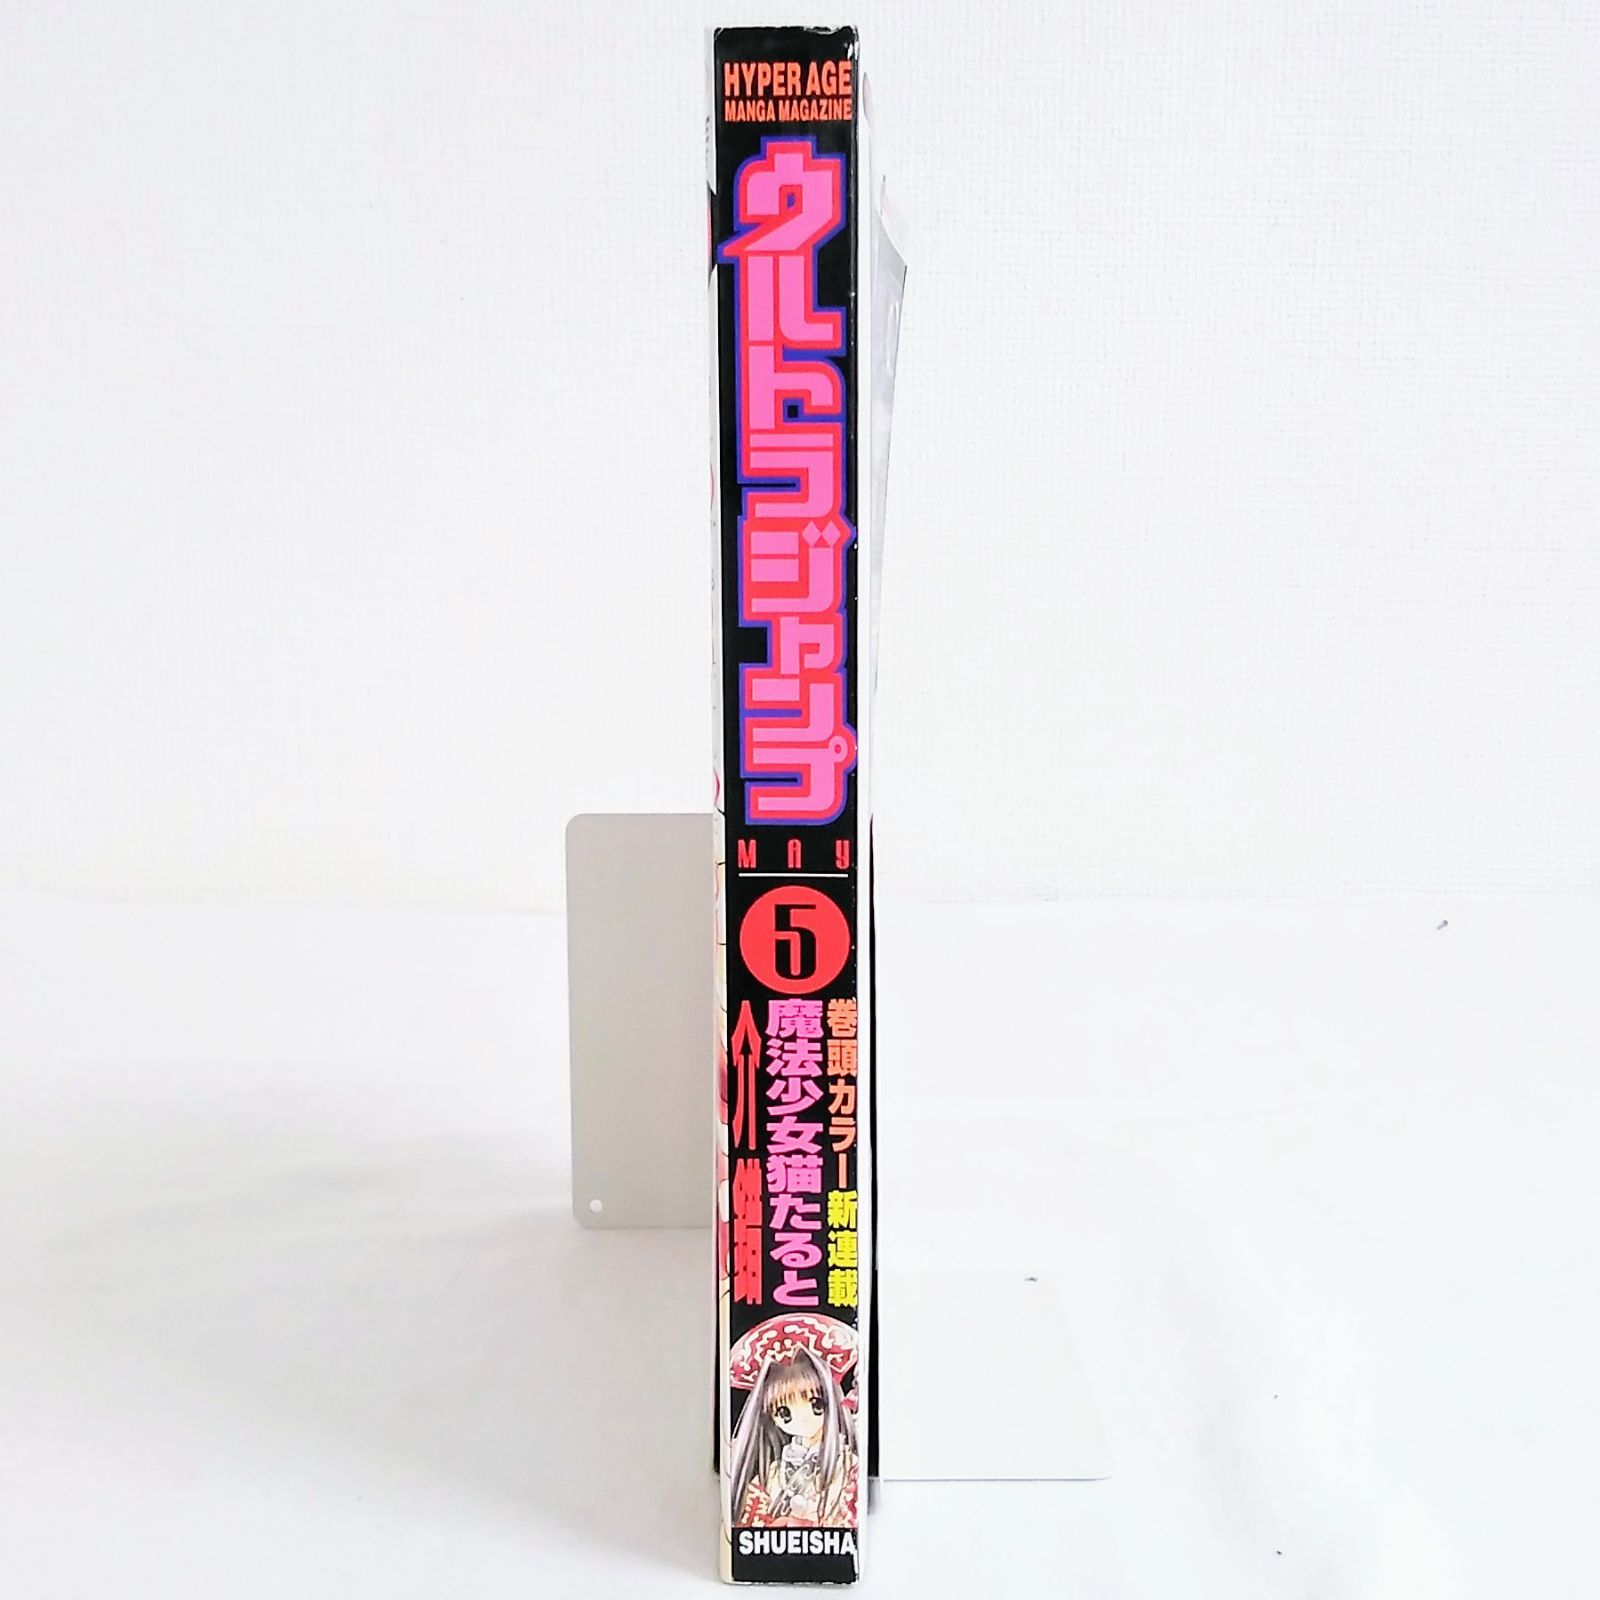 HYPER AGE
MANGA MAGAZINE
ウルトラジャンプ
MAY
5
巻頭カラー新連載
魔法少女猫たると
介錯
SHUEISHA